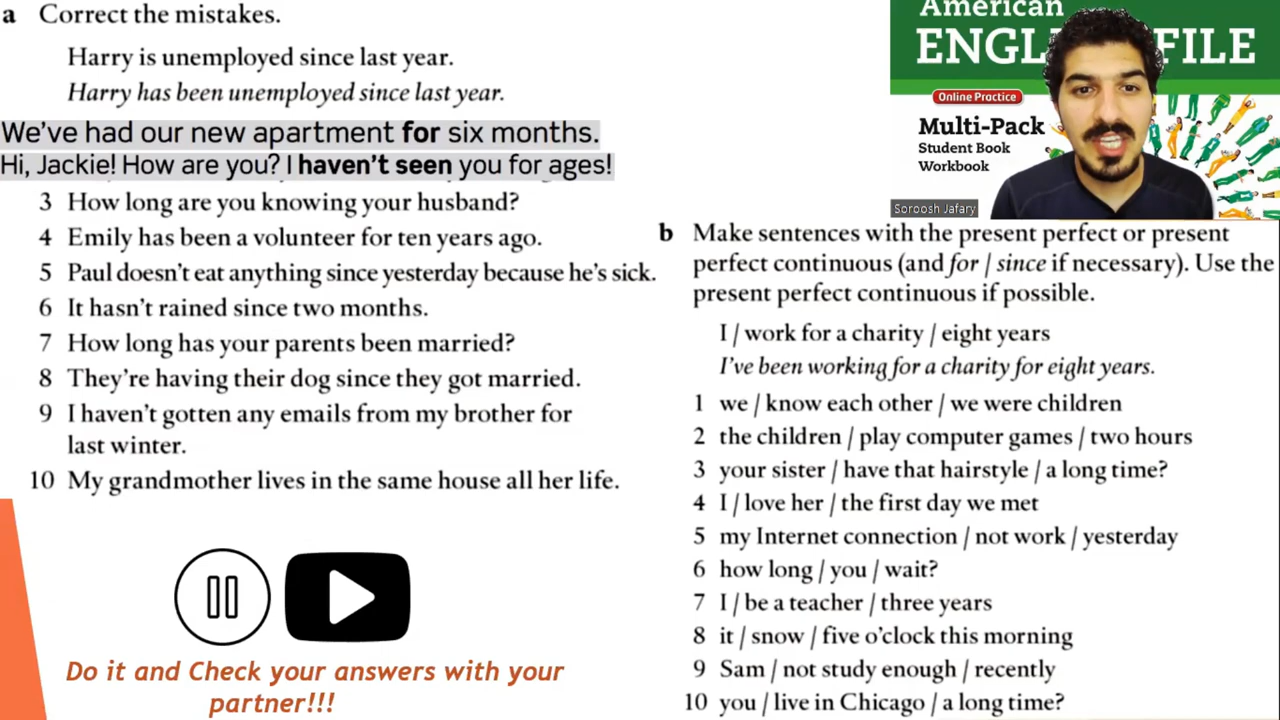 a Correct the mistakes.
Harry is unemployed since last year.
Harry has been unemployed since last year.
We've had our new apartment for six months.
Hi, Jackie! How are you? I haven't seen you for ages!
3 How long are you knowing your husband?
4 Emily has been a volunteer for ten years ago.
5 Paul doesn't eat anything since yesterday because he's sick.
6 It hasn't rained since two months.
7 How long has your parents been married?
8 They're having their dog since they got married.
9 I haven't gotten any emails from my brother for
last winter.
10 My grandmother lives in the same house all her life.
Do it and Check your answers with your
partner!!!
American
ENGL FILE
Online Practice
Multi-Pack
Student Book
Workbook
Soroosh Jafary
b Make sentences with the present perfect or present
perfect continuous (and for / since if necessary). Use the
present perfect continuous if possible.
I / work for a charity / eight years
I've been working for a charity for eight years.
1 we / know each other / we were children
2 the children / play computer games / two hours
3 your sister / have that hairstyle / a long time?
4 I / love her / the first day we met
5 my Internet connection / not work / yesterday
6 how long / you / wait?
7 I / be a teacher / three years
8 it / snow / five o'clock this morning
9 Sam / not study enough / recently
10 you / live in Chicago / a long time?